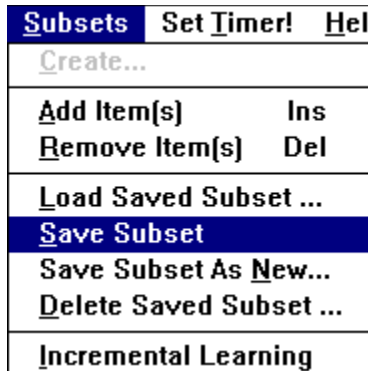 Subsets Set Timer! Hel
Create...
Add Item(s) Ins
Remove Item(s) Del
Load Saved Subset ...
Save Subset
Save Subset As New...
Delete Saved Subset ...
Incremental Learning